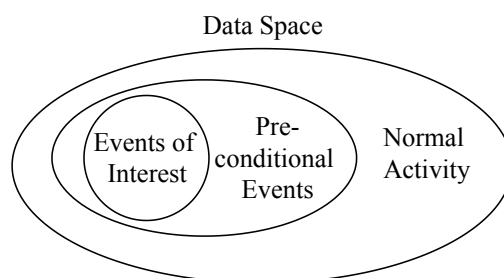 Data Space
Events of
Interest
Pre-
conditional
Events
Normal
Activity